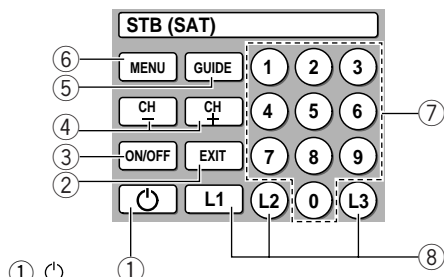 STB (SAT)
⑥ MENU GUIDE 1 2 3
⑤
CH − CH + 4 5 6 ⑦
④
③ ON/OFF EXIT 7 8 9
②
⏻ L1 L2 0 L3
① ⏻ ① ⑧